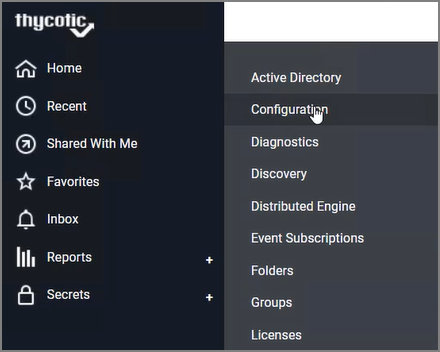 thycotic
Home
Recent
Shared With Me
Favorites
Inbox
Reports +
Secrets +
Active Directory
Configuration
Diagnostics
Discovery
Distributed Engine
Event Subscriptions
Folders
Groups
Licenses